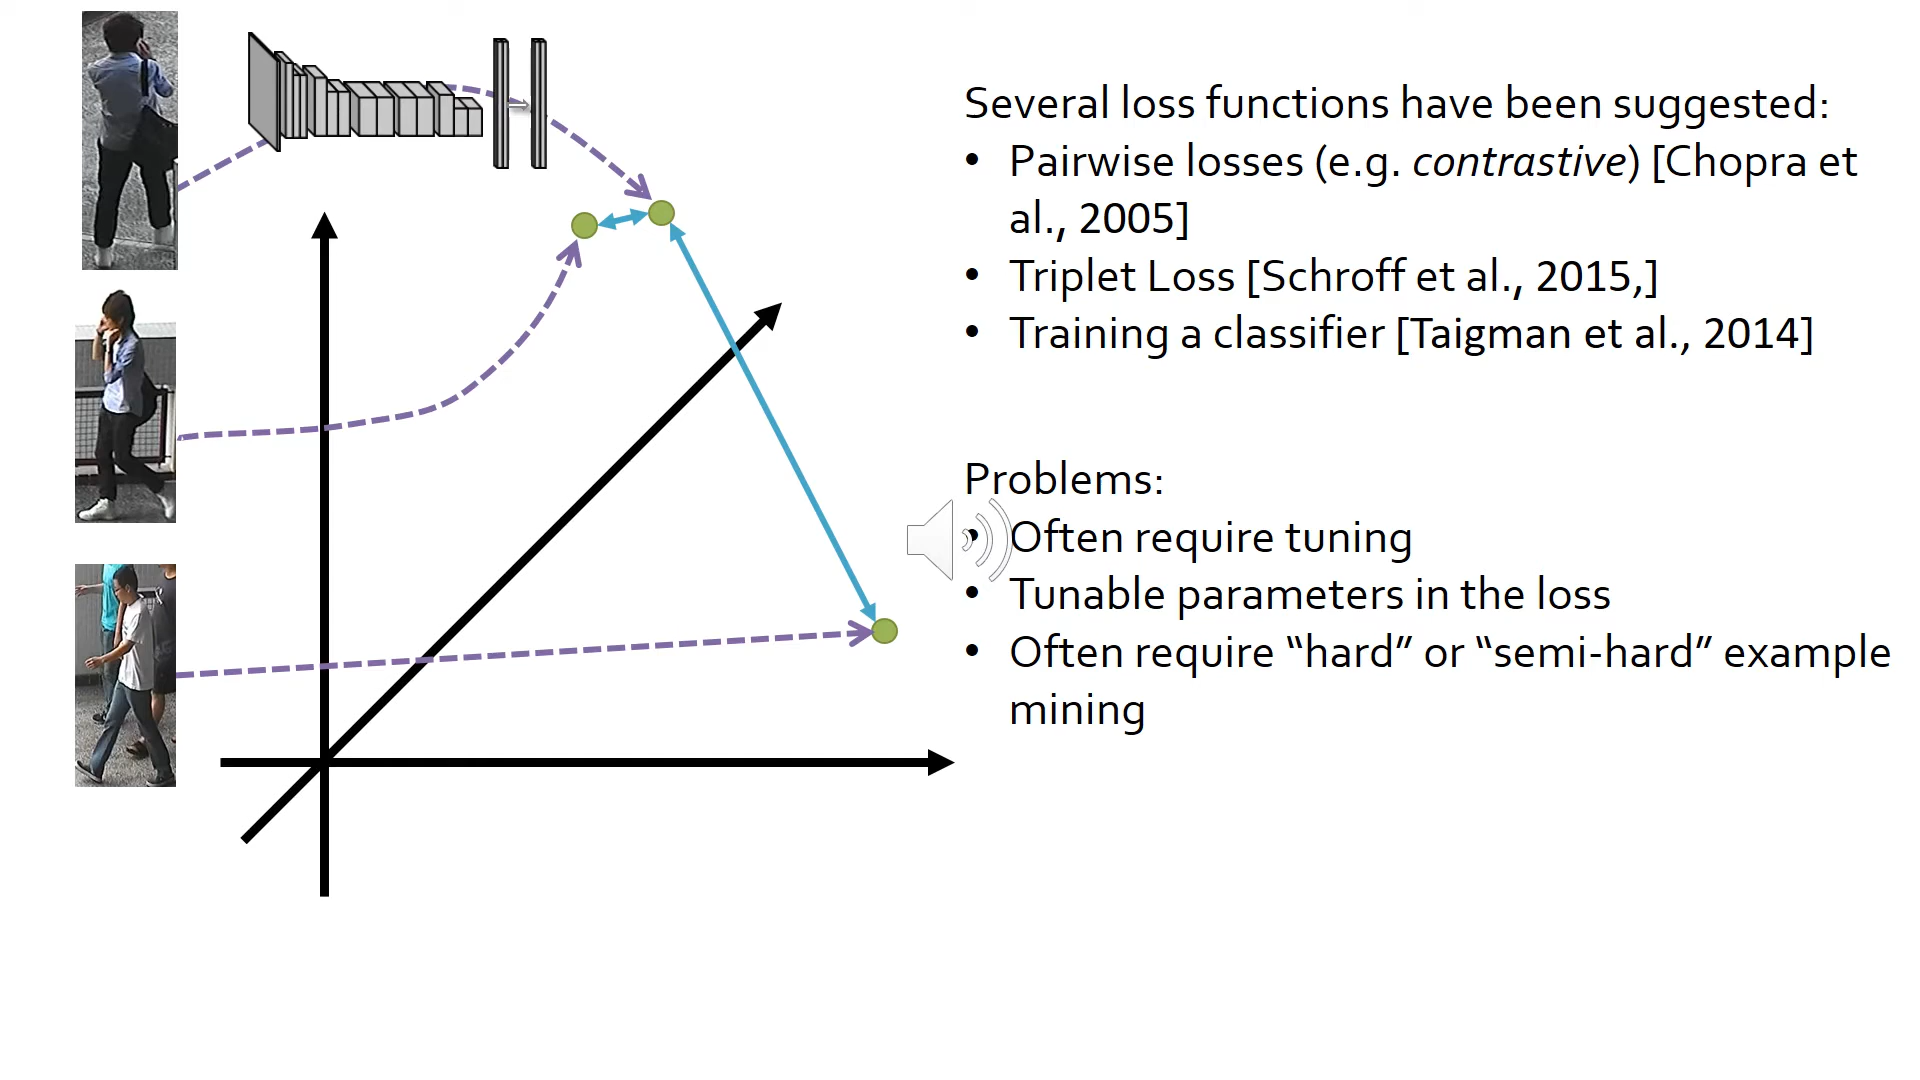 Several loss functions have been suggested:
• Pairwise losses (e.g. contrastive) [Chopra et
al., 2005]
• Triplet Loss [Schroff et al., 2015,]
• Training a classifier [Taigman et al., 2014]
Problems:
• Often require tuning
• Tunable parameters in the loss
• Often require “hard” or “semi-hard” example
mining